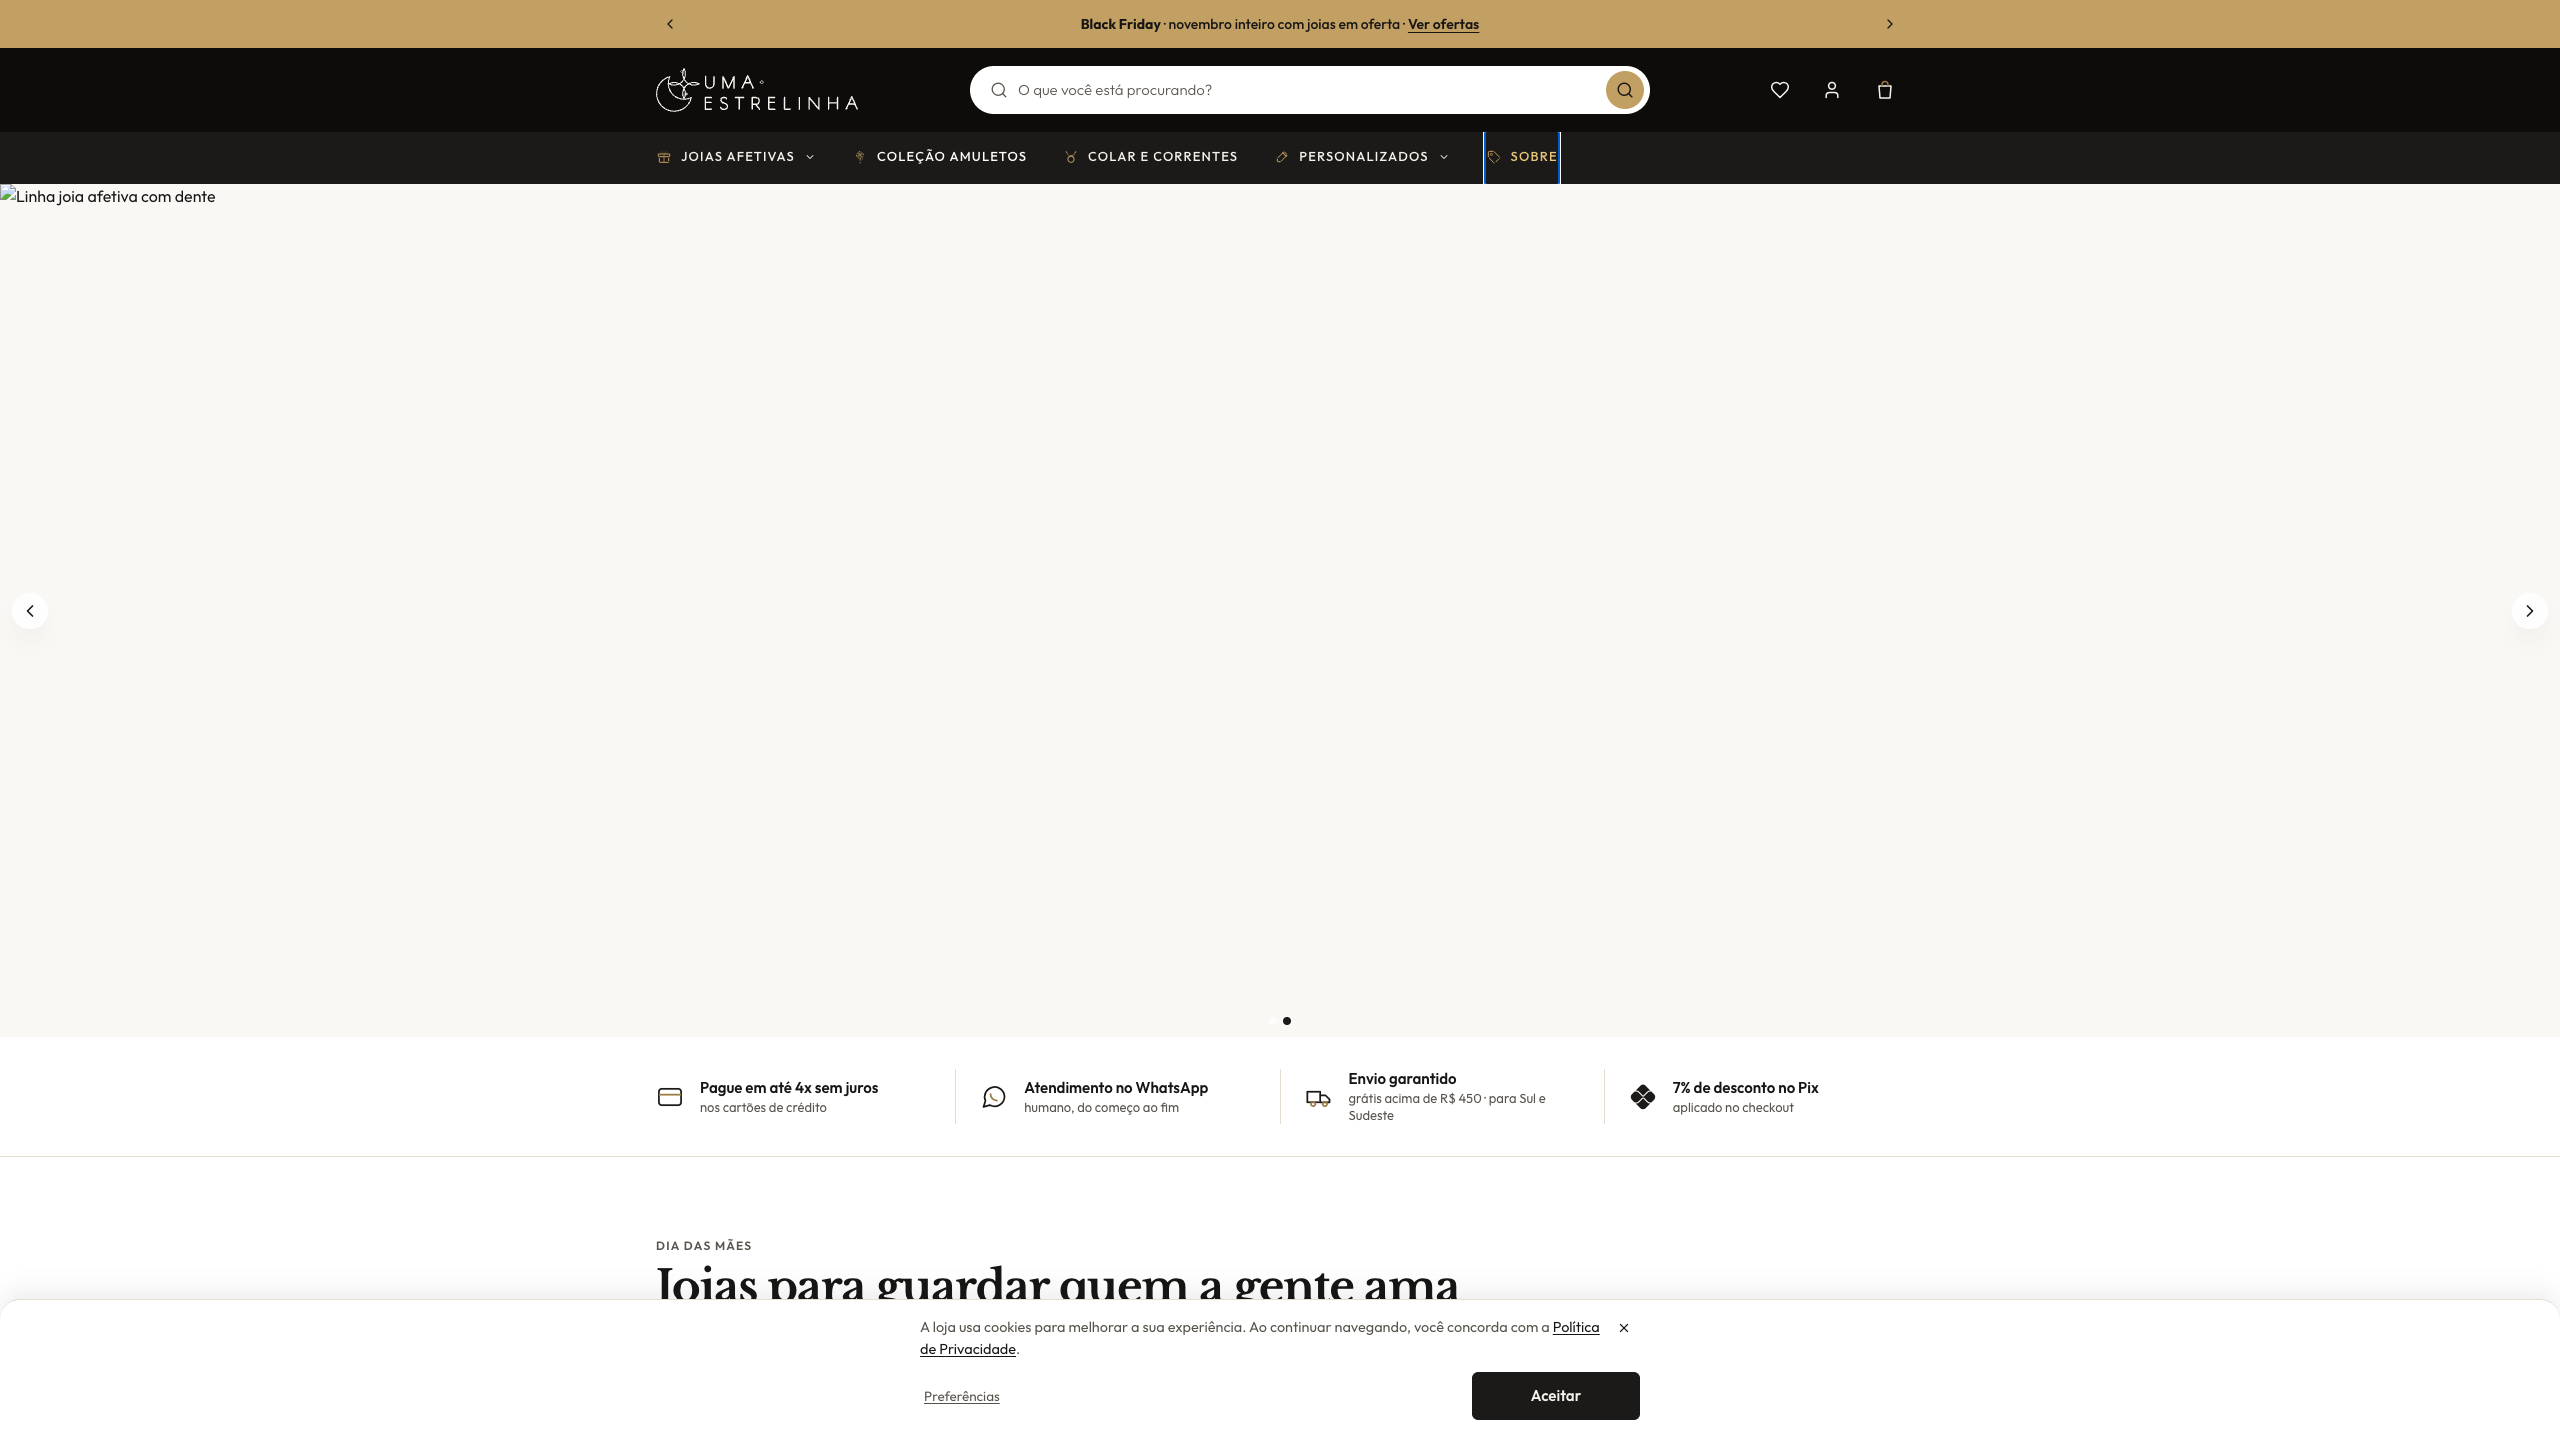 Black Friday · novembro inteiro com joias em oferta · Ver ofertas
UMA
ESTRELINHA
O que você está procurando?
JOIAS AFETIVAS
COLEÇÃO AMULETOS
COLAR E CORRENTES
PERSONALIZADOS
SOBRE
Linha joia afetiva com dente
Pague em até 4x sem juros
nos cartões de crédito
Atendimento no WhatsApp
humano, do começo ao fim
Envio garantido
grátis acima de R$ 450 · para Sul e
Sudeste
7% de desconto no Pix
aplicado no checkout
DIA DAS MÃES
Joias para guardar quem a gente ama
A loja usa cookies para melhorar a sua experiência. Ao continuar navegando, você concorda com a Política
de Privacidade.
Preferências
Aceitar